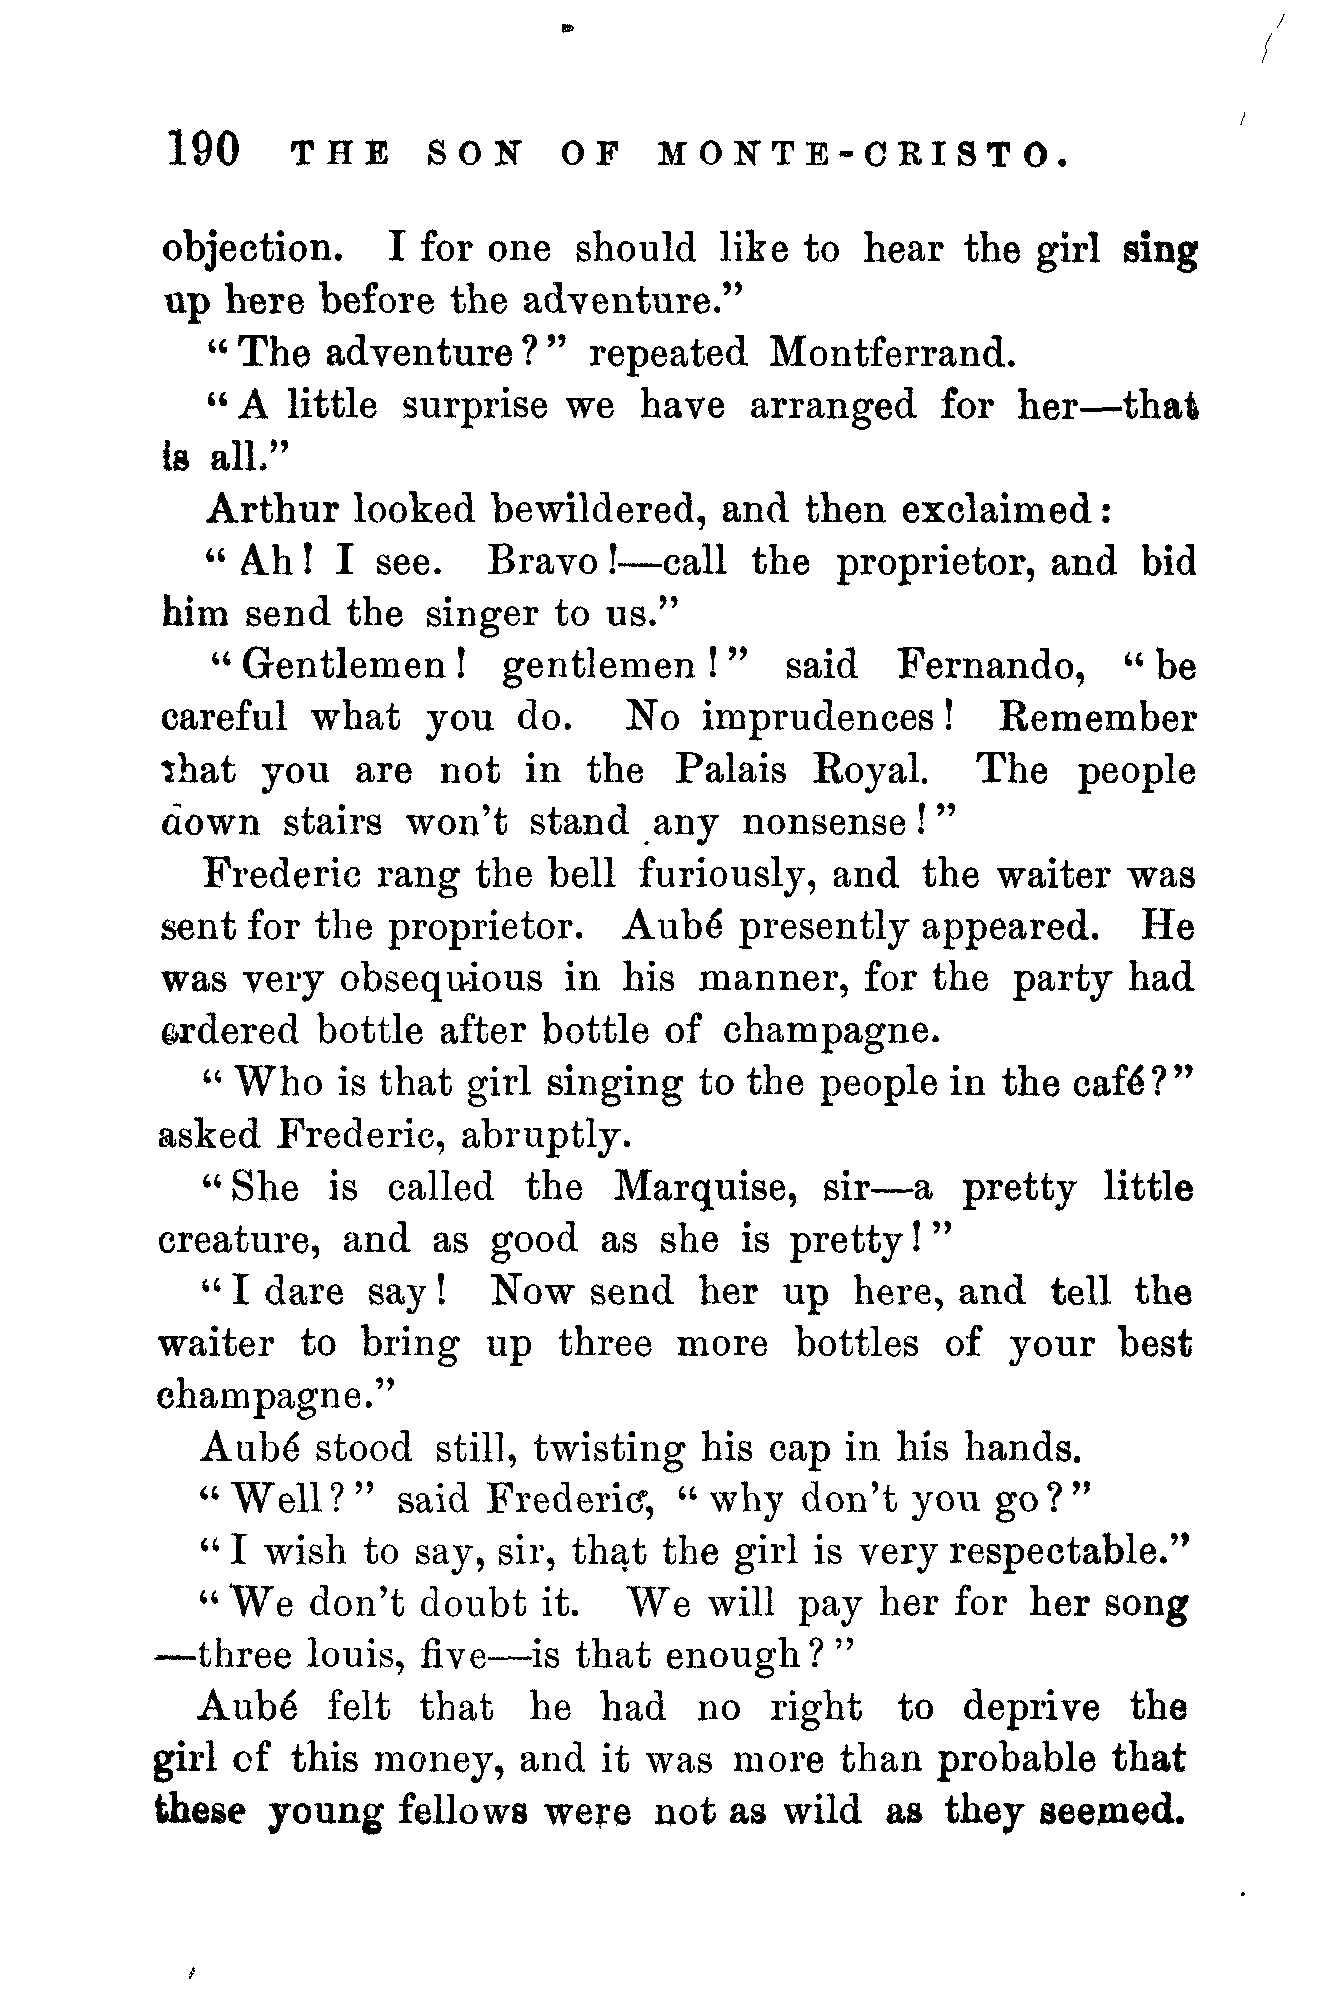 190 THE SON OF MONTE-CRISTO.
objection. I for one should like to hear the girl sing
up here before the adventure."
"The adventure?" repeated Montferrand.
"A little surprise we have arranged for her—that
is all."
Arthur looked bewildered, and then exclaimed:
"Ah! I see. Bravo!—call the proprietor, and bid
him send the singer to us."
"Gentlemen! gentlemen!" said Fernando, "be
careful what you do. No imprudences! Remember
that you are not in the Palais Royal. The people
down stairs won't stand any nonsense!"
Frederic rang the bell furiously, and the waiter was
sent for the proprietor. Aubé presently appeared. He
was very obsequious in his manner, for the party had
ordered bottle after bottle of champagne.
"Who is that girl singing to the people in the café?"
asked Frederic, abruptly.
"She is called the Marquise, sir—a pretty little
creature, and as good as she is pretty!"
"I dare say! Now send her up here, and tell the
waiter to bring up three more bottles of your best
champagne."
Aubé stood still, twisting his cap in his hands.
"Well?" said Frederic, "why don't you go?"
"I wish to say, sir, that the girl is very respectable."
"We don't doubt it. We will pay her for her song
—three louis, five—is that enough?"
Aubé felt that he had no right to deprive the
girl of this money, and it was more than probable that
these young fellows were not as wild as they seemed.